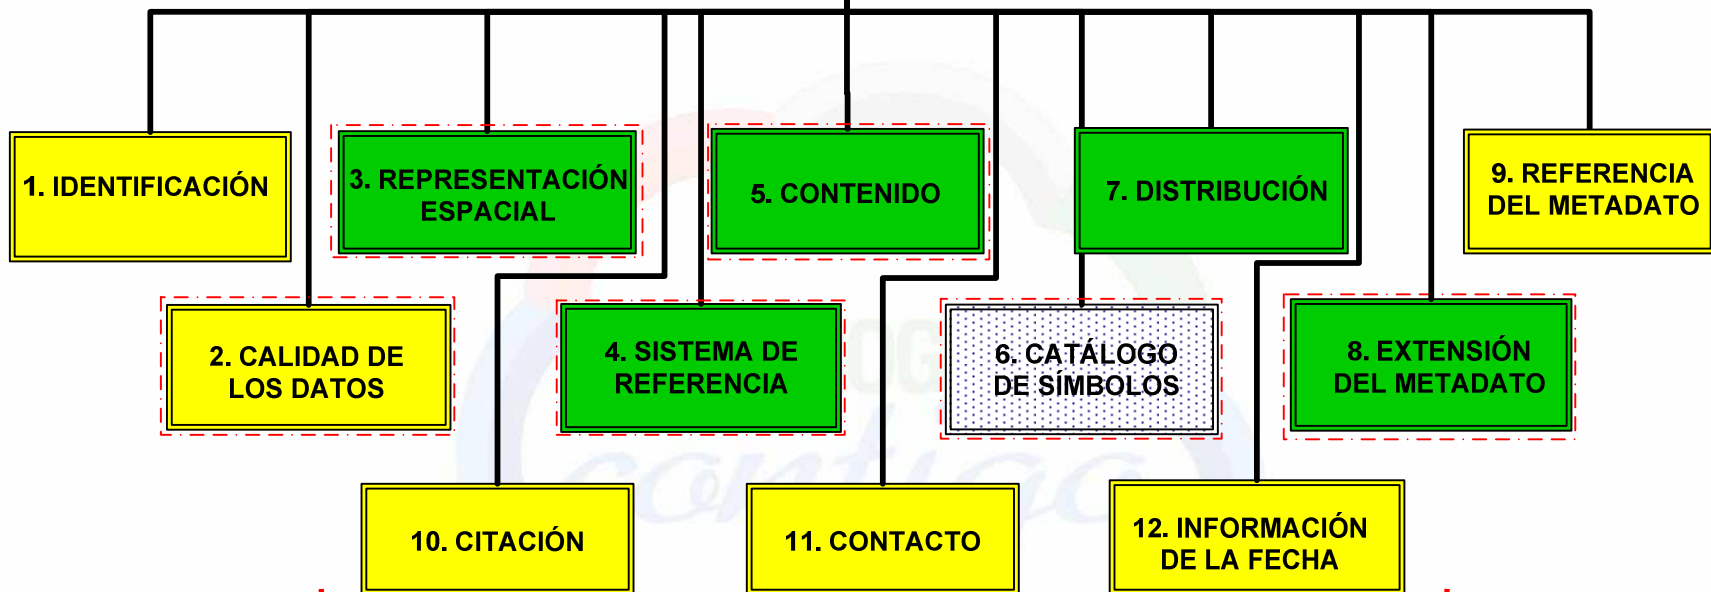 1. IDENTIFICACIÓN
3. REPRESENTACIÓN
ESPACIAL
5. CONTENIDO
7. DISTRIBUCIÓN
9. REFERENCIA
DEL METADATO
2. CALIDAD DE
LOS DATOS
4. SISTEMA DE
REFERENCIA
6. CATÁLOGO
DE SÍMBOLOS
8. EXTENSIÓN
DEL METADATO
contigo
10. CITACIÓN
11. CONTACTO
12. INFORMACIÓN
DE LA FECHA